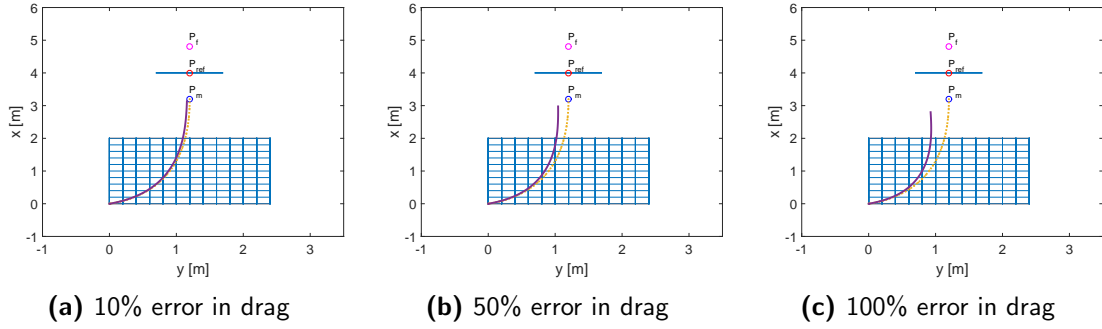 6
5
4
3
2
1
0
-1
x [m]
P_f
P_ref
P_m
-1 0 1 2 3
y [m]
(a) 10% error in drag
6
5
4
3
2
1
0
-1
x [m]
P_f
P_ref
P_m
-1 0 1 2 3
y [m]
(b) 50% error in drag
6
5
4
3
2
1
0
-1
x [m]
P_f
P_ref
P_m
-1 0 1 2 3
y [m]
(c) 100% error in drag